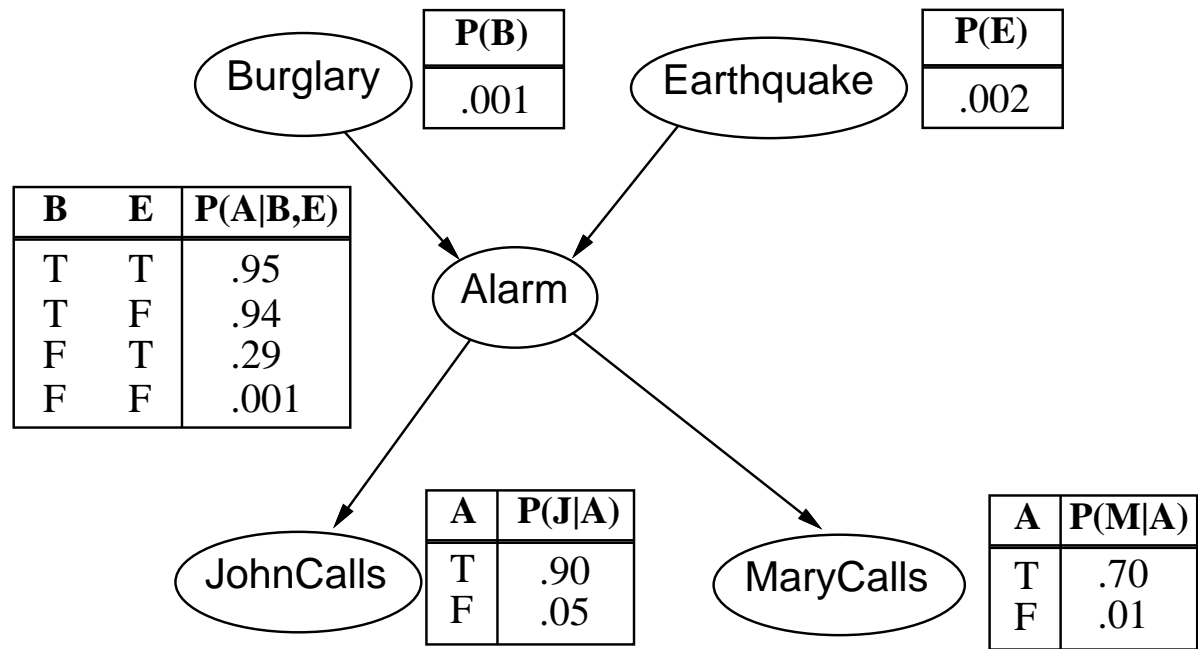 Burglary
P(B)
.001
Earthquake
P(E)
.002
B E P(A|B,E)
T T .95
T F .94
F T .29
F F .001
Alarm
JohnCalls
A P(J|A)
T .90
F .05
MaryCalls
A P(M|A)
T .70
F .01